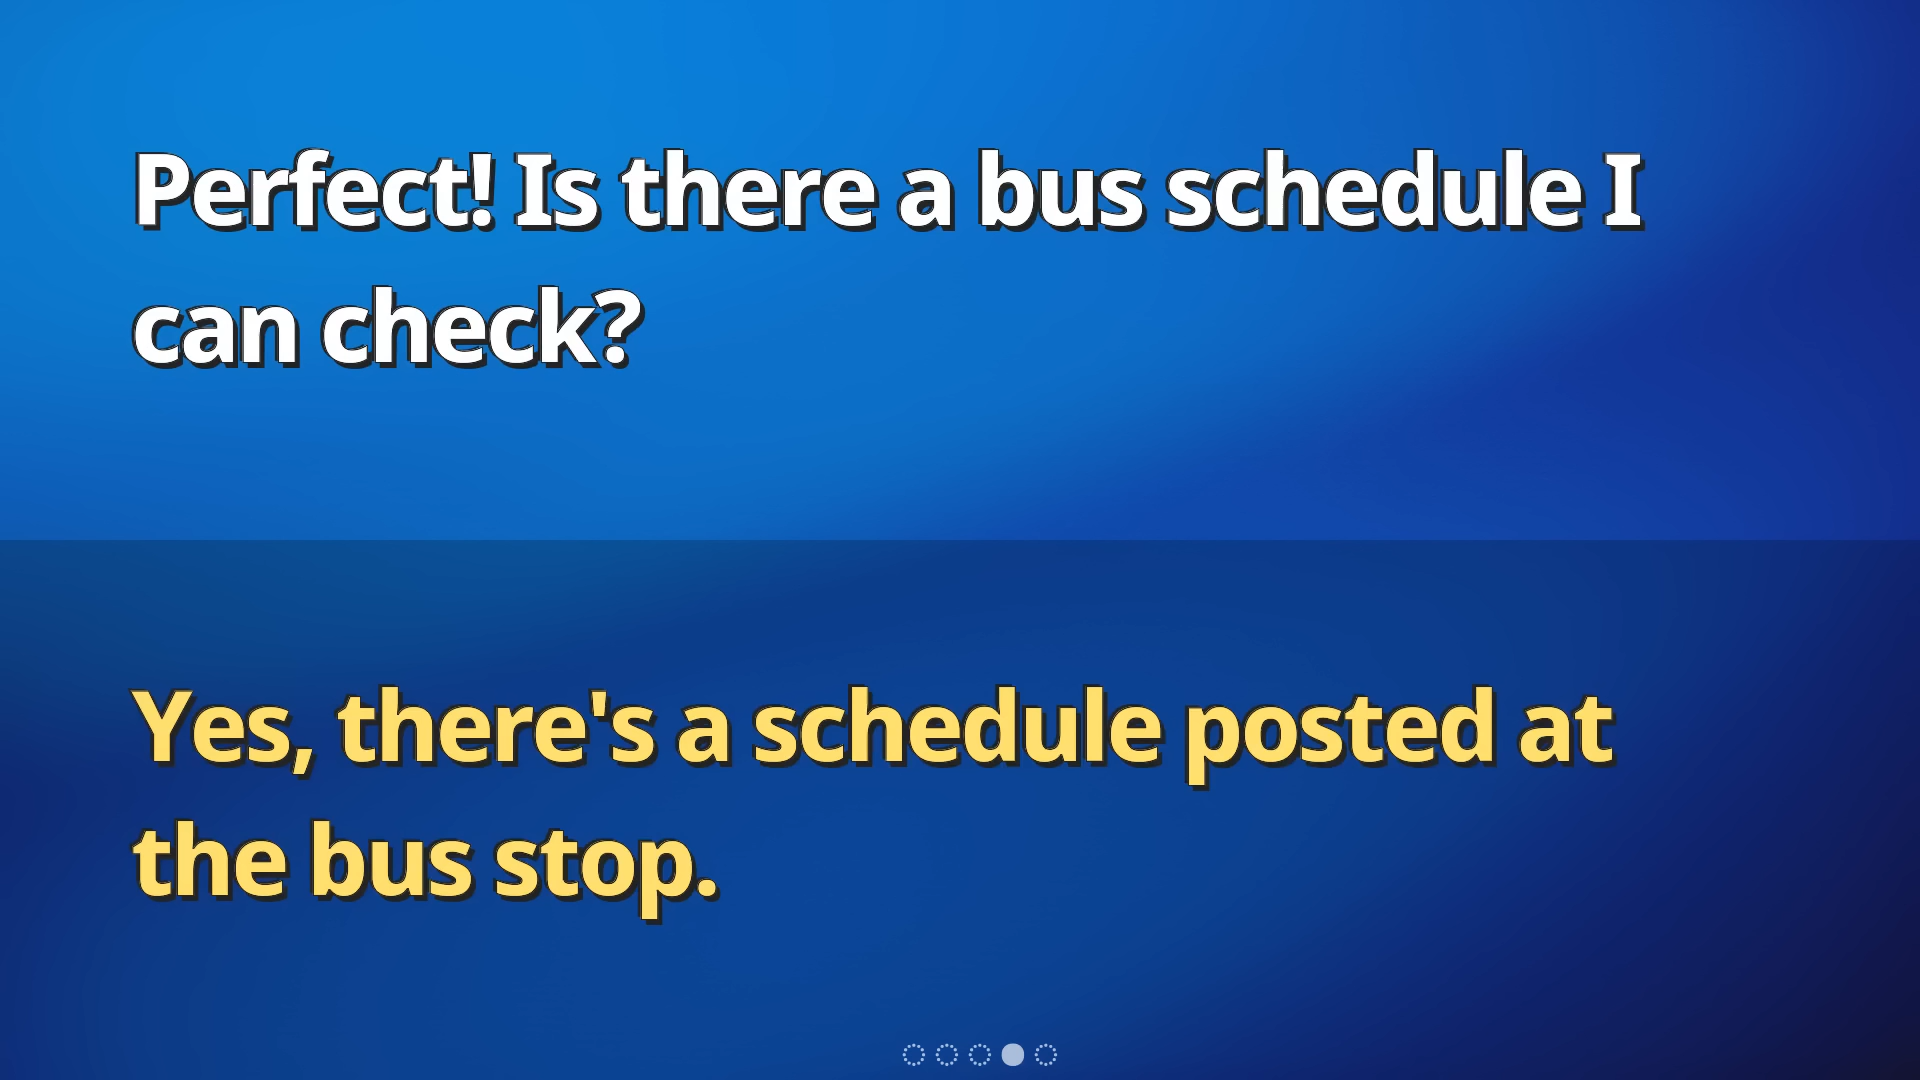 Perfect! Is there a bus schedule I
can check?
Yes, there's a schedule posted at
the bus stop.